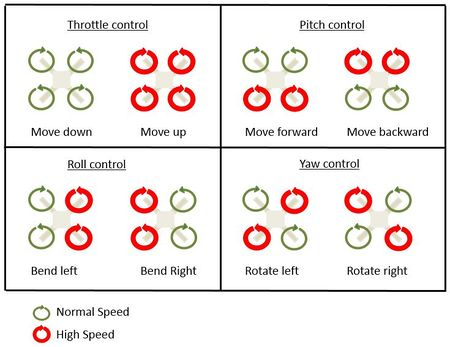 Throttle control
Pitch control
Move down
Move up
Move forward
Move backward
Roll control
Yaw control
Bend left
Bend Right
Rotate left
Rotate right
Normal Speed
High Speed